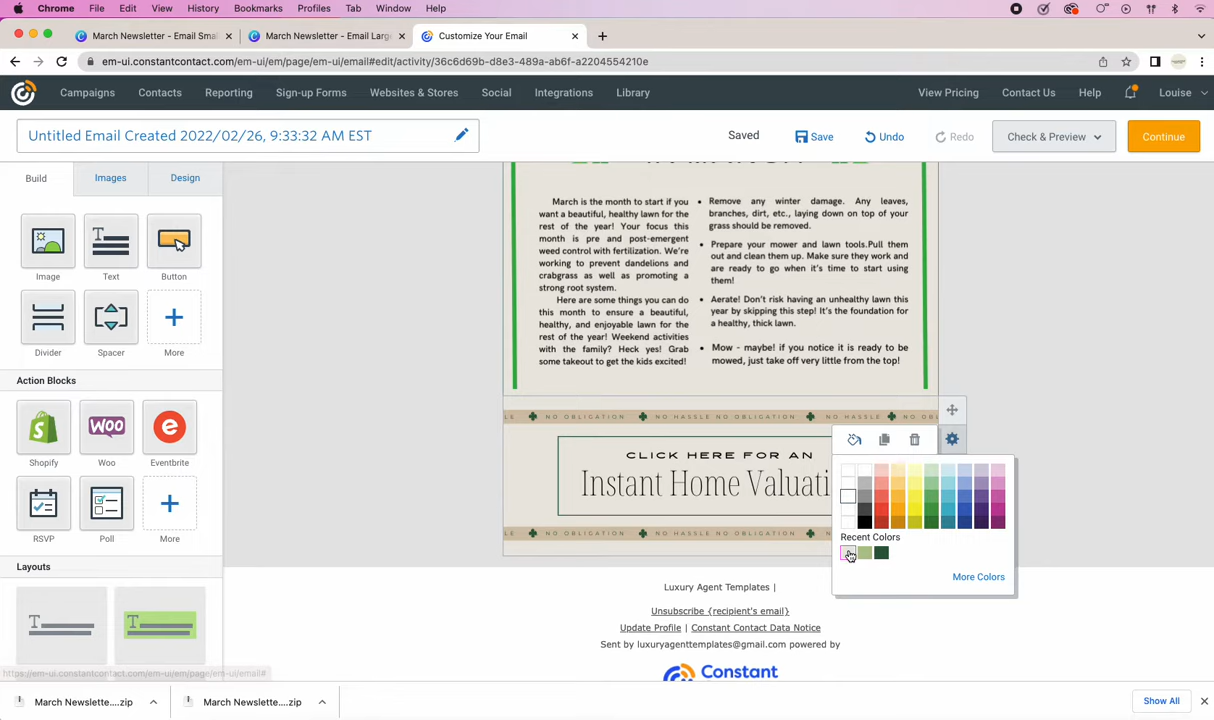 Chrome File Edit View History Bookmarks Profiles Tab Window Help
March Newsletter - Email Smal
March Newsletter - Email Larg
Customize Your Email
em-ui.constantcontact.com/em-ui/em/page/em-ui/email#edit/activity/36c6d69b-d8e3-489a-ab6f-a2204554210e
Campaigns Contacts Reporting Sign-up Forms Websites & Stores Social Integrations Library View Pricing Contact Us Help Louise
Untitled Email Created 2022/02/26, 9:33:32 AM EST
Saved Save Undo Redo Check & Preview Continue
Build Images Design
Image Text Button
Divider Spacer More
Action Blocks
Shopify Woo Eventbrite
RSVP Poll More
Layouts
March is the month to start if you
want a beautiful, healthy lawn for the
rest of the year! Your focus this
month is pre and post-emergent
weed control with fertilization. We're
working to prevent dandelions and
crabgrass as well as promoting a
strong root system.
Here are some things you can do
this month to ensure a beautiful,
healthy, and enjoyable lawn for the
rest of the year! Weekend activities
with the family? Heck yes! Grab
some takeout to get the kids excited!
• Remove any winter damage. Any leaves,
branches, dirt, etc., laying down on top of your
grass should be removed.
• Prepare your mower and lawn tools.Pull them
out and clean them up. Make sure they work and
are ready to go when it's time to start using
them!
• Aerate! Don't risk having an unhealthy lawn this
year by skipping this step! It's the foundation for
a healthy, thick lawn.
• Mow - maybe! if you notice it is ready to be
mowed, just take off very little from the top!
LE NO OBLIGATION NO HASSLE NO OBLIGATION NO HASSLE NO OBL
CLICK HERE FOR AN
Instant Home Valuati
LE NO OBLIGATION NO HASSLE NO OBLIGATION
Recent Colors
More Colors
Luxury Agent Templates |
Unsubscribe {recipient's email}
Update Profile | Constant Contact Data Notice
Sent by luxuryagenttemplates@gmail.com powered by
Constant
https://em-ui.constantcontact.com/em-ui/em/page/em-ui/email#
March Newslette....zip
March Newslette....zip
Show All